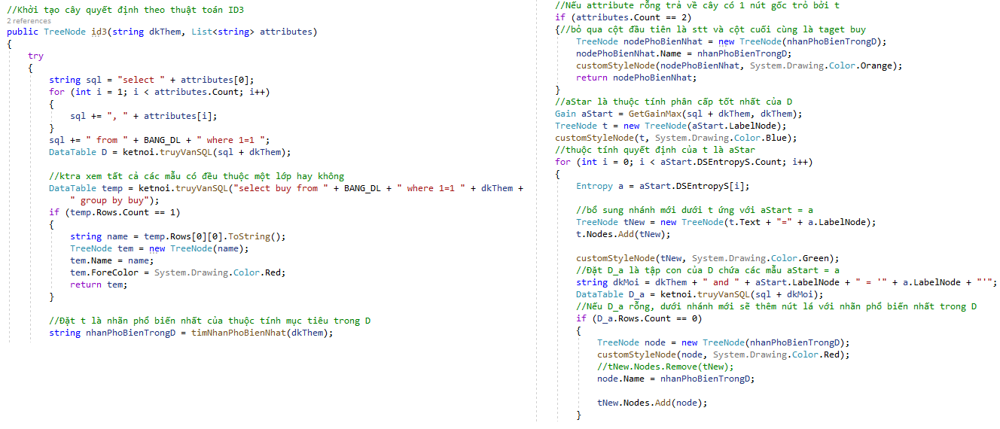 //Khởi tạo cây quyết định theo thuật toán ID3
2 references
public TreeNode id3(string dkThem, List<string> attributes)
{
    try
    {
        string sql = "select " + attributes[0];
        for (int i = 1; i < attributes.Count; i++)
        {
            sql += ", " + attributes[i];
        }
        sql += " from " + BANG_DL + " where 1=1 ";
        DataTable D = ketnoi.truyVanSQL(sql + dkThem);

        //ktra xem tất cả các mẫu có đều thuộc một lớp hay không
        DataTable temp = ketnoi.truyVanSQL("select buy from " + BANG_DL + " where 1=1 " + dkThem +
            " group by buy");
        if (temp.Rows.Count == 1)
        {
            string name = temp.Rows[0][0].ToString();
            TreeNode tem = new TreeNode(name);
            tem.Name = name;
            tem.ForeColor = System.Drawing.Color.Red;
            return tem;
        }

        //Đặt t là nhãn phổ biến nhất của thuộc tính mục tiêu trong D
        string nhanPhoBienTrongD = timNhanPhoBienNhat(dkThem);
        //Nếu attribute rỗng trả về cây có 1 nút gốc trỏ bởi t
        if (attributes.Count == 2)
        {//bỏ qua cột đầu tiên là stt và cột cuối cùng là taget buy
            TreeNode nodePhoBienNhat = new TreeNode(nhanPhoBienTrongD);
            nodePhoBienNhat.Name = nhanPhoBienTrongD;
            customStyleNode(nodePhoBienNhat, System.Drawing.Color.Orange);
            return nodePhoBienNhat;
        }
        //aStar là thuộc tính phân cấp tốt nhất của D
        Gain aStart = GetGainMax(sql + dkThem, dkThem);
        TreeNode t = new TreeNode(aStart.LabelNode);
        customStyleNode(t, System.Drawing.Color.Blue);
        //thuộc tính quyết định của t là aStar
        for (int i = 0; i < aStart.DSEntropyS.Count; i++)
        {
            Entropy a = aStart.DSEntropyS[i];

            //bổ sung nhánh mới dưới t ứng với aStart = a
            TreeNode tNew = new TreeNode(t.Text + "=" + a.LabelNode);
            t.Nodes.Add(tNew);

            customStyleNode(tNew, System.Drawing.Color.Green);
            //Đặt D_a là tập con của D chứa các mẫu aStart = a
            string dkMoi = dkThem + " and " + aStart.LabelNode + " = '" + a.LabelNode + "'";
            DataTable D_a = ketnoi.truyVanSQL(sql + dkMoi);
            //Nếu D_a rỗng, dưới nhánh mới sẽ thêm nút lá với nhãn phổ biến nhất trong D
            if (D_a.Rows.Count == 0)
            {
                TreeNode node = new TreeNode(nhanPhoBienTrongD);
                customStyleNode(node, System.Drawing.Color.Red);
                //tNew.Nodes.Remove(tNew);
                node.Name = nhanPhoBienTrongD;

                tNew.Nodes.Add(node);
            }